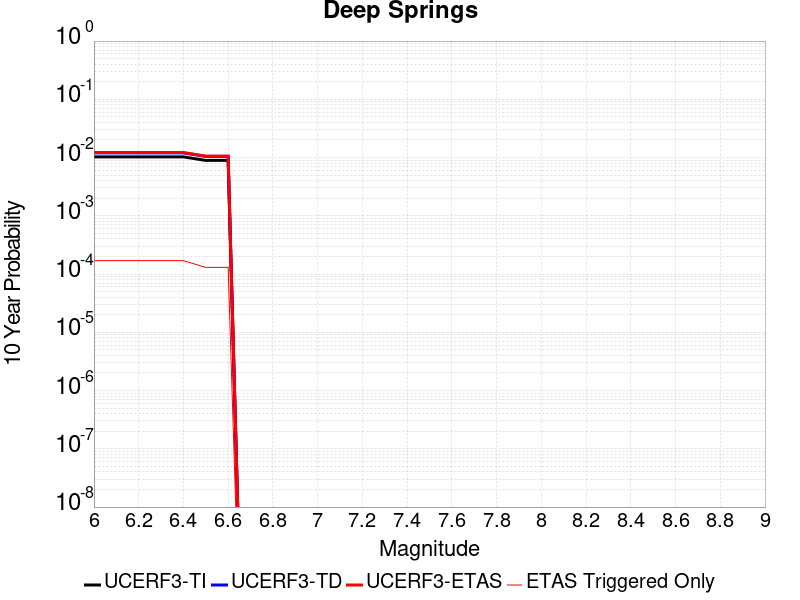 Deep Springs
10^0
10^-1
10^-2
10^-3
10^-4
10^-5
10^-6
10^-7
10^-8
10 Year Probability
6 6.2 6.4 6.6 6.8 7 7.2 7.4 7.6 7.8 8 8.2 8.4 8.6 8.8 9
Magnitude
UCERF3-TI UCERF3-TD UCERF3-ETAS ETAS Triggered Only